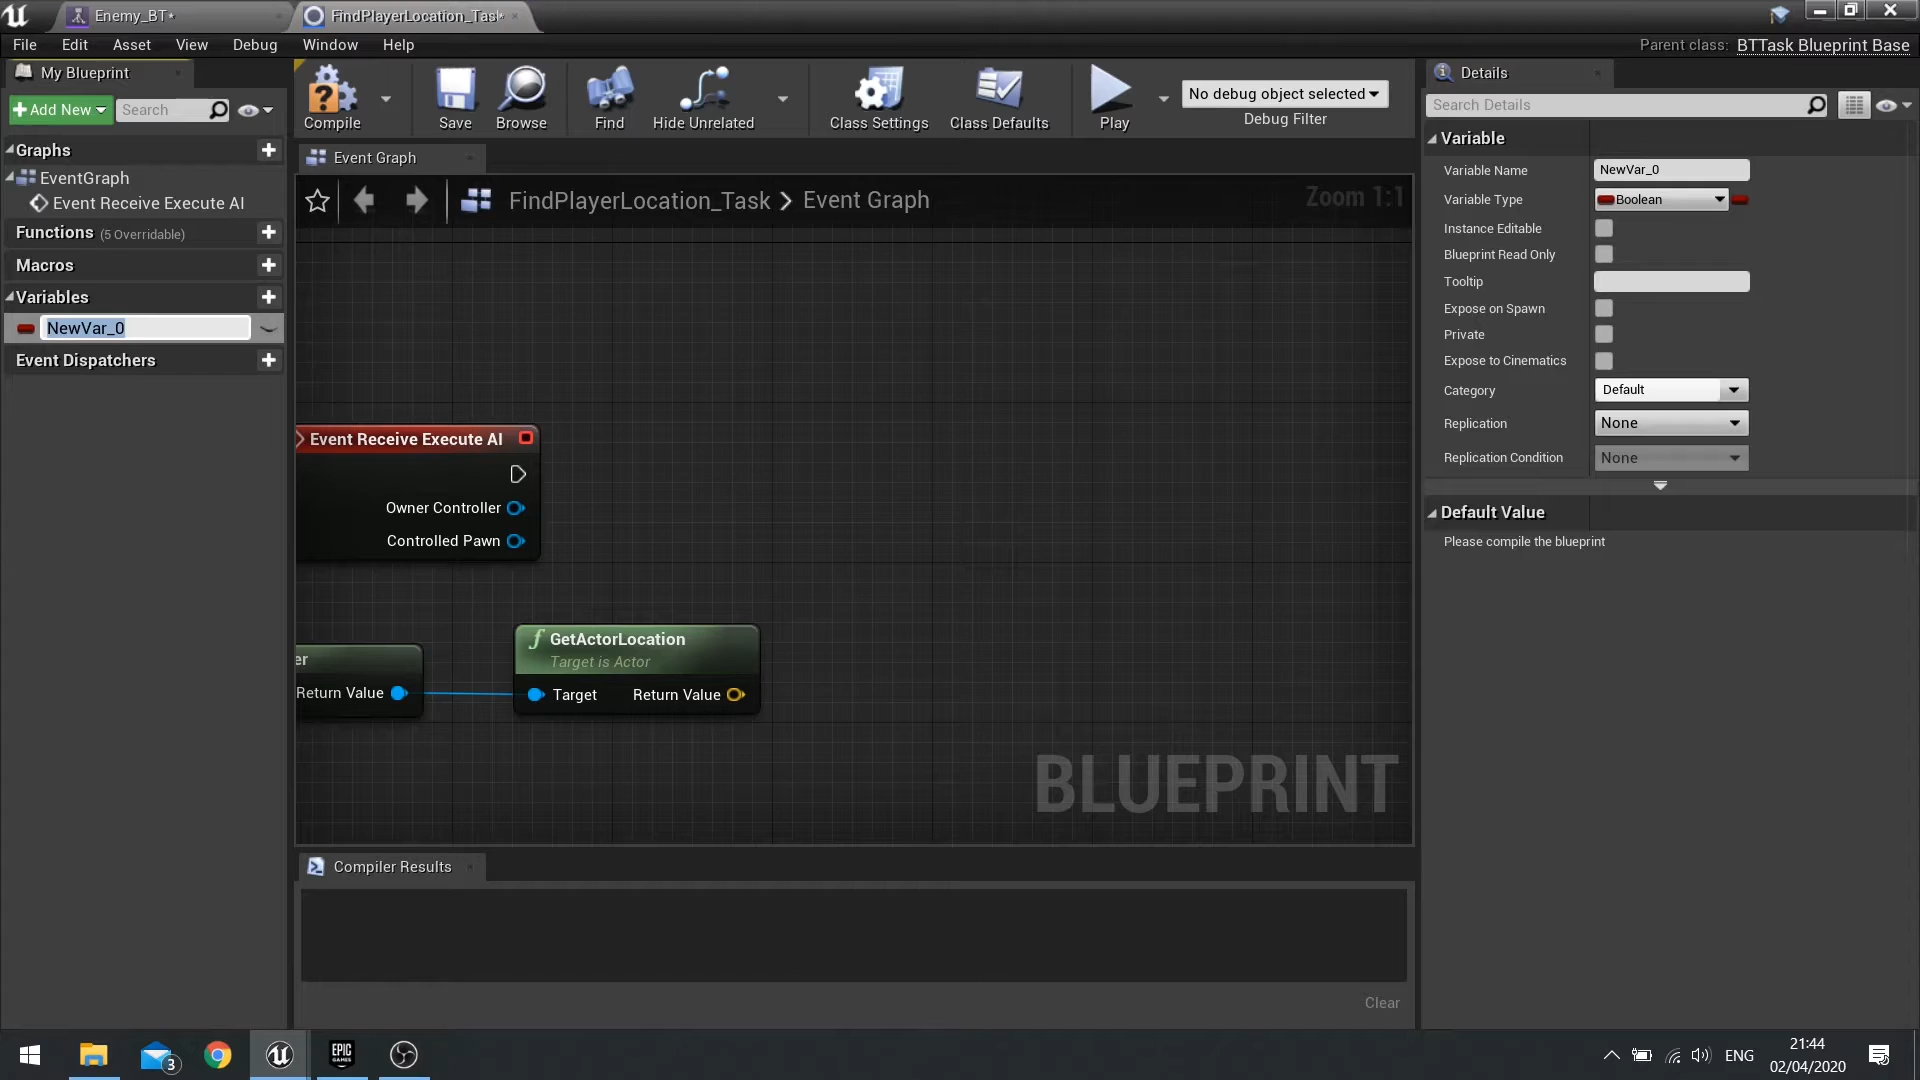 Enemy_BT*
FindPlayerLocation_Task*
File Edit Asset View Debug Window Help
Parent class: BTTask Blueprint Base
My Blueprint
Add New
Search
Graphs
EventGraph
Event Receive Execute AI
Functions (5 Overridable)
Macros
Variables
NewVar_0
Event Dispatchers
Compile
Save
Browse
Find
Hide Unrelated
Class Settings
Class Defaults
Play
No debug object selected
Debug Filter
Event Graph
FindPlayerLocation_Task > Event Graph
Zoom 1:1
Event Receive Execute AI
Owner Controller
Controlled Pawn
er
Return Value
f GetActorLocation
Target is Actor
Target Return Value
BLUEPRINT
Compiler Results
Clear
Details
Search Details
Variable
Variable Name NewVar_0
Variable Type Boolean
Instance Editable
Blueprint Read Only
Tooltip
Expose on Spawn
Private
Expose to Cinematics
Category Default
Replication None
Replication Condition None
Default Value
Please compile the blueprint
3
EPIC
GAMES
ENG
21:44
02/04/2020